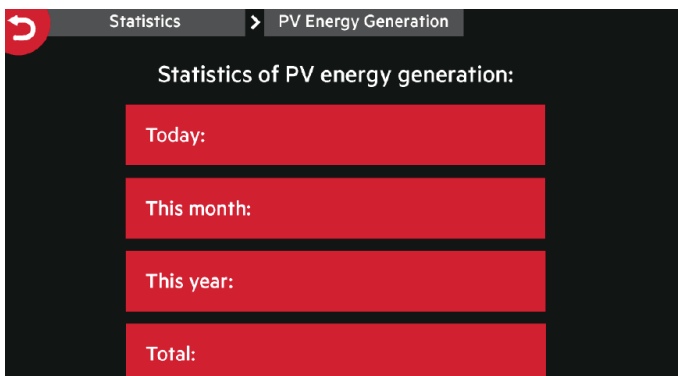 Statistics > PV Energy Generation
Statistics of PV energy generation:
Today:
This month:
This year:
Total: